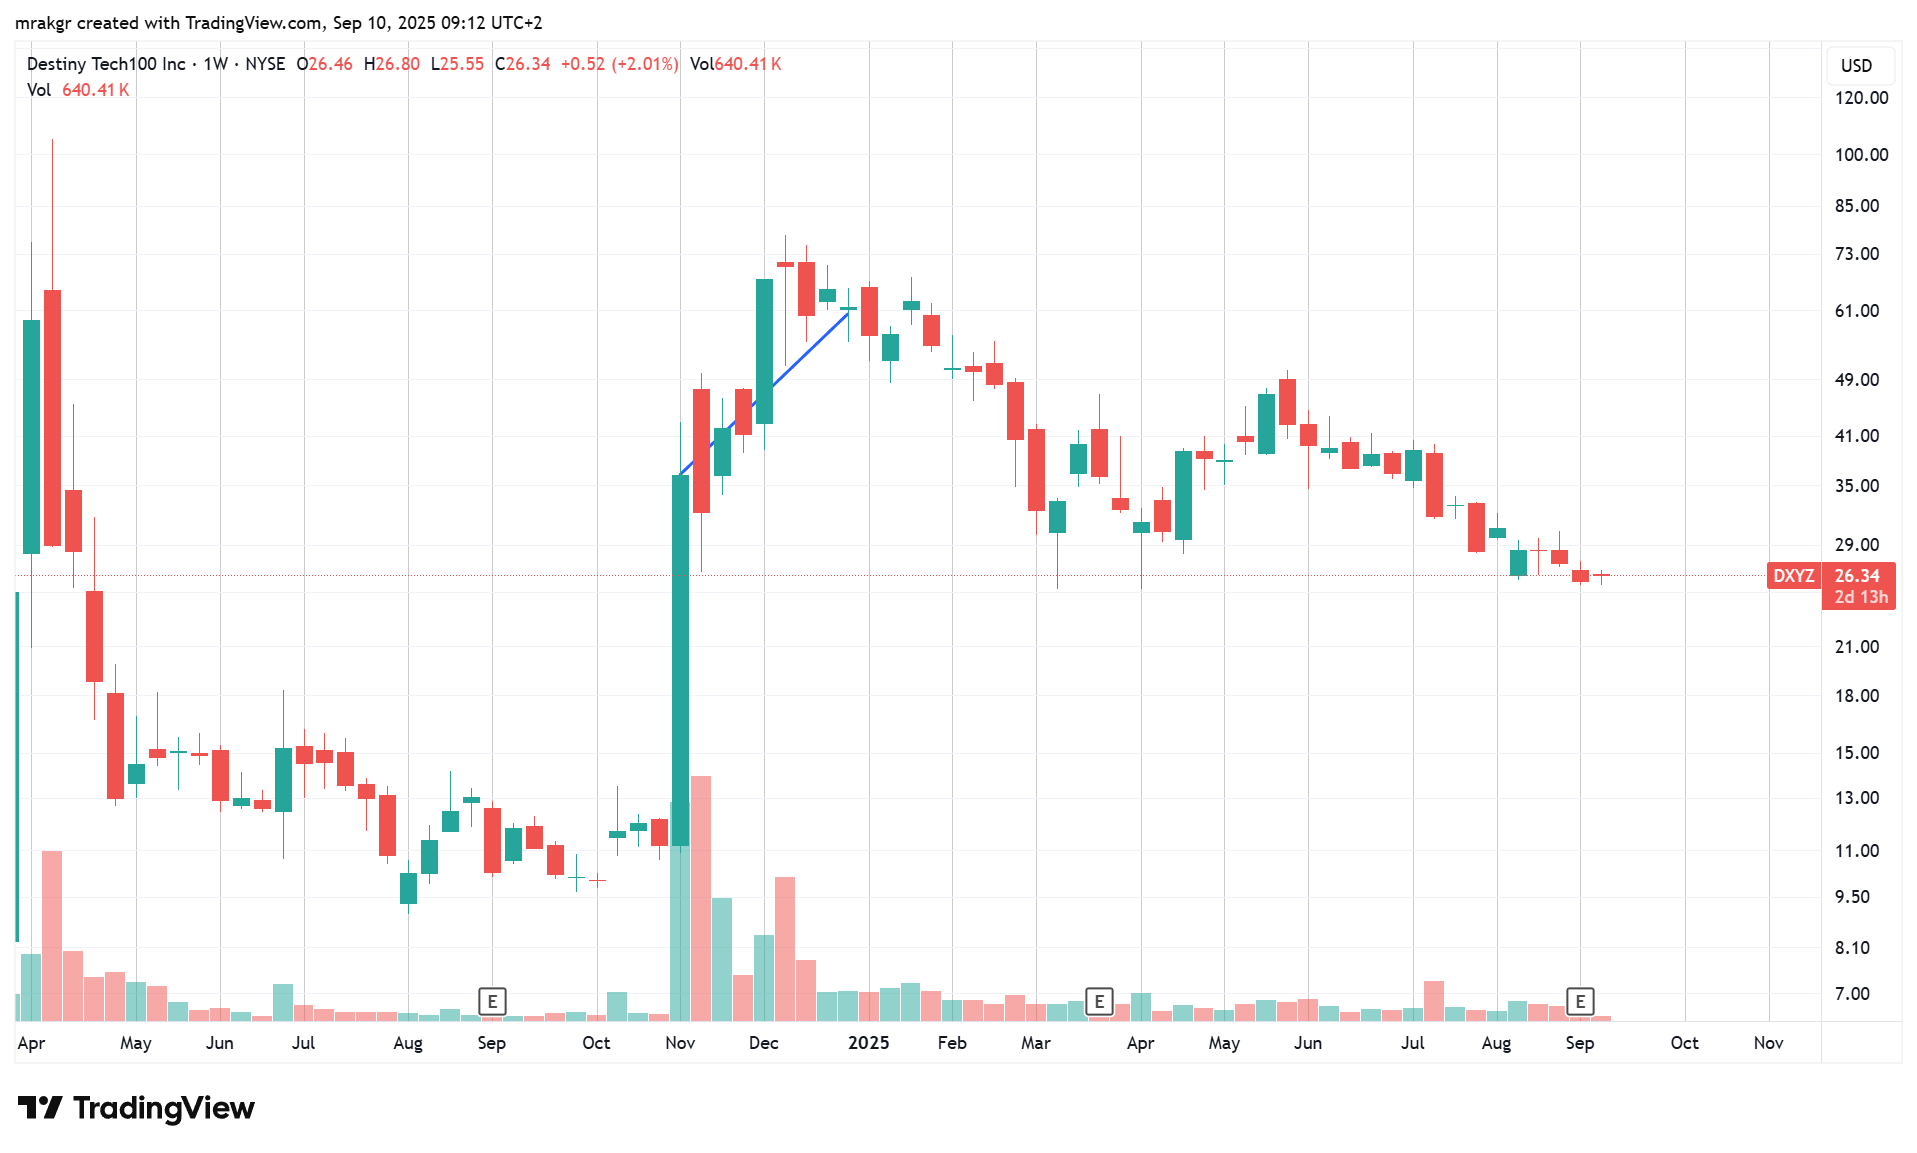 mrakgr created with TradingView.com, Sep 10, 2025 09:12 UTC+2
Destiny Tech100 Inc · 1W · NYSE O26.46 H26.80 L25.55 C26.34 +0.52 (+2.01%) Vol640.41 K
Vol 640.41 K
USD
120.00
100.00
85.00
73.00
61.00
49.00
41.00
35.00
29.00
DXYZ 26.34
2d 13h
21.00
18.00
15.00
13.00
11.00
9.50
8.10
7.00
E E E
Apr May Jun Jul Aug Sep Oct Nov Dec 2025 Feb Mar Apr May Jun Jul Aug Sep Oct Nov
TradingView